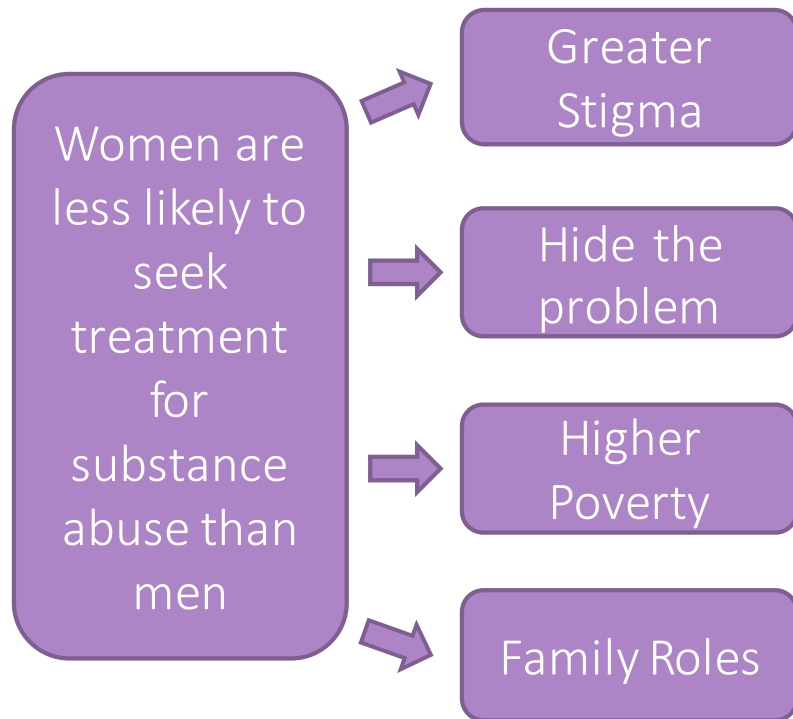 Women are
less likely to
seek
treatment
for
substance
abuse than
men
Greater
Stigma
Hide the
problem
Higher
Poverty
Family Roles